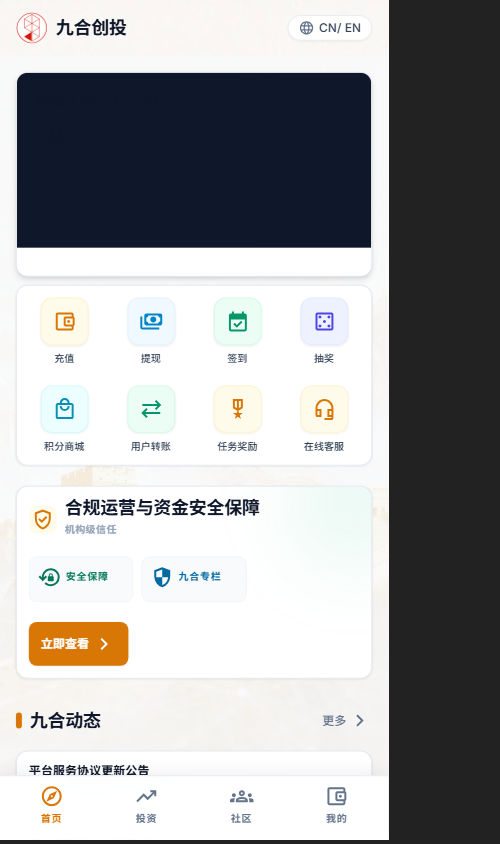 九合创投
CN/ EN
充值
提现
签到
抽奖
积分商城
用户转账
任务奖励
在线客服
合规运营与资金安全保障
机构级信任
安全保障
九合专栏
立即查看
九合动态
更多
平台服务协议更新公告
首页
投资
社区
我的